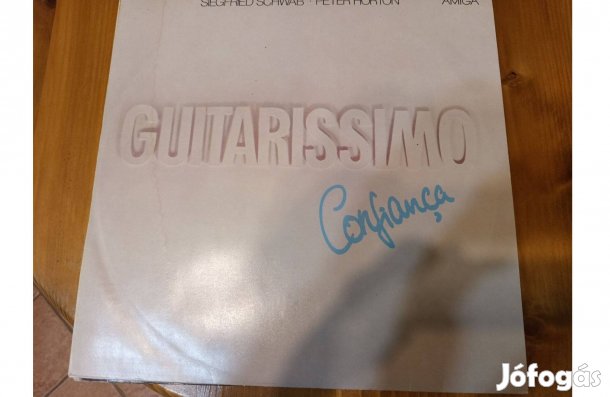 SIEGFRIED SCHWAB · PETER HORTON AMIGA
GUITARISSIMO
Confiança
Jófogás